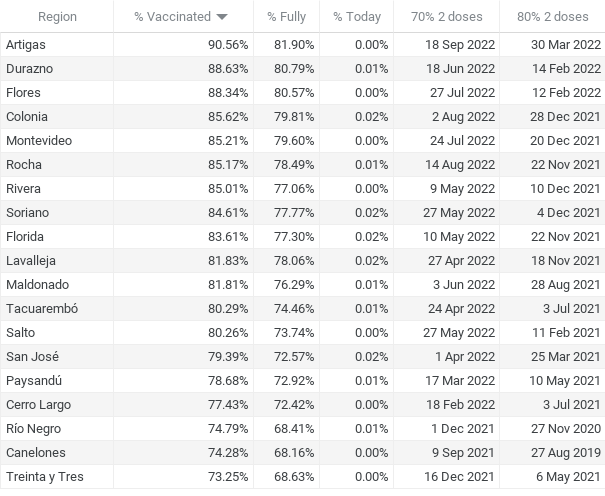 Region % Vaccinated % Fully % Today 70% 2 doses 80% 2 doses
Artigas 90.56% 81.90% 0.00% 18 Sep 2022 30 Mar 2022
Durazno 88.63% 80.79% 0.01% 18 Jun 2022 14 Feb 2022
Flores 88.34% 80.57% 0.00% 27 Jul 2022 12 Feb 2022
Colonia 85.62% 79.81% 0.02% 2 Aug 2022 28 Dec 2021
Montevideo 85.21% 79.60% 0.00% 24 Jul 2022 20 Dec 2021
Rocha 85.17% 78.49% 0.01% 14 Aug 2022 22 Nov 2021
Rivera 85.01% 77.06% 0.00% 9 May 2022 10 Dec 2021
Soriano 84.61% 77.77% 0.02% 27 May 2022 4 Dec 2021
Florida 83.61% 77.30% 0.02% 10 May 2022 22 Nov 2021
Lavalleja 81.83% 78.06% 0.02% 27 Apr 2022 18 Nov 2021
Maldonado 81.81% 76.29% 0.01% 3 Jun 2022 28 Aug 2021
Tacuarembó 80.29% 74.46% 0.01% 24 Apr 2022 3 Jul 2021
Salto 80.26% 73.74% 0.00% 27 May 2022 11 Feb 2021
San José 79.39% 72.57% 0.02% 1 Apr 2022 25 Mar 2021
Paysandú 78.68% 72.92% 0.01% 17 Mar 2022 10 May 2021
Cerro Largo 77.43% 72.42% 0.00% 18 Feb 2022 3 Jul 2021
Río Negro 74.79% 68.41% 0.01% 1 Dec 2021 27 Nov 2020
Canelones 74.28% 68.16% 0.00% 9 Sep 2021 27 Aug 2019
Treinta y Tres 73.25% 68.63% 0.00% 16 Dec 2021 6 May 2021